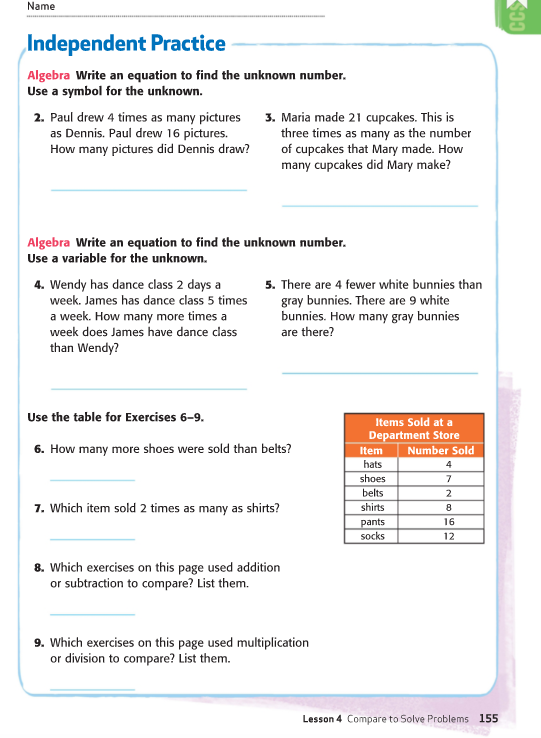 Name
CCS
Independent Practice
Algebra Write an equation to find the unknown number.
Use a symbol for the unknown.
2. Paul drew 4 times as many pictures
as Dennis. Paul drew 16 pictures.
How many pictures did Dennis draw?
3. Maria made 21 cupcakes. This is
three times as many as the number
of cupcakes that Mary made. How
many cupcakes did Mary make?
Algebra Write an equation to find the unknown number.
Use a variable for the unknown.
4. Wendy has dance class 2 days a
week. James has dance class 5 times
a week. How many more times a
week does James have dance class
than Wendy?
5. There are 4 fewer white bunnies than
gray bunnies. There are 9 white
bunnies. How many gray bunnies
are there?
Use the table for Exercises 6–9.
6. How many more shoes were sold than belts?
7. Which item sold 2 times as many as shirts?
8. Which exercises on this page used addition
or subtraction to compare? List them.
9. Which exercises on this page used multiplication
or division to compare? List them.
Items Sold at a
Department Store
Item Number Sold
hats 4
shoes 7
belts 2
shirts 8
pants 16
socks 12
Lesson 4 Compare to Solve Problems 155